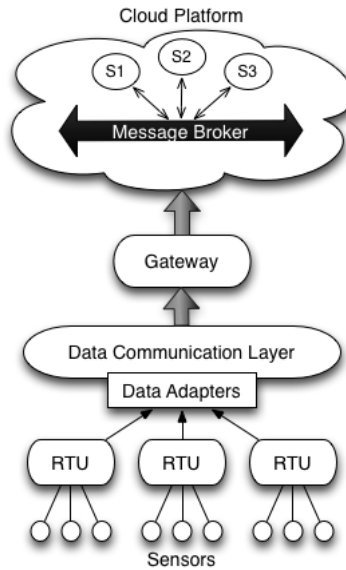 Cloud Platform
S1
S2
S3
Message Broker
Gateway
Data Communication Layer
Data Adapters
RTU
RTU
RTU
Sensors